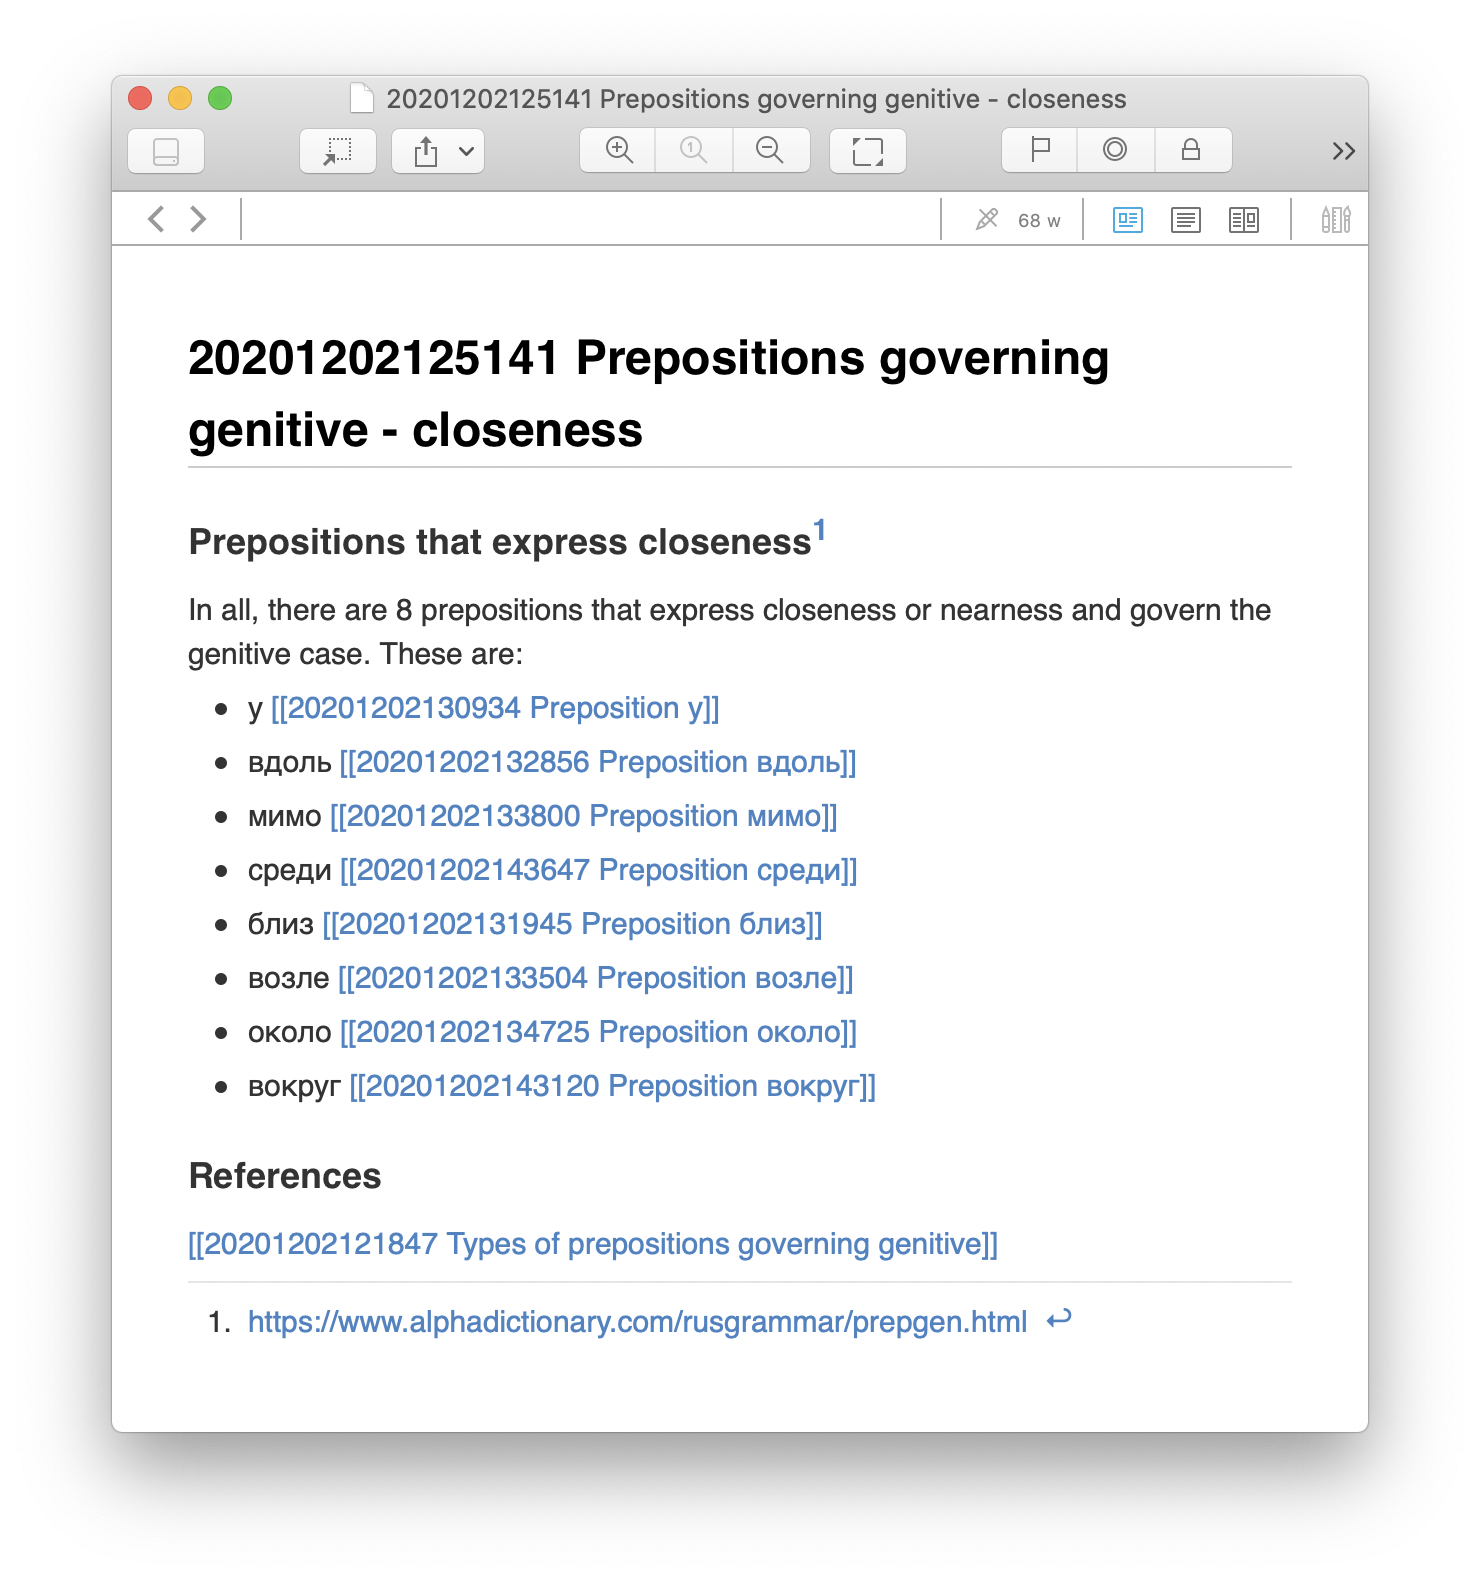 20201202125141 Prepositions governing genitive - closeness
1
68 w
20201202125141 Prepositions governing
genitive - closeness
Prepositions that express closeness1
In all, there are 8 prepositions that express closeness or nearness and govern the
genitive case. These are:
• у [[20201202130934 Preposition у]]
• вдоль [[20201202132856 Preposition вдоль]]
• мимо [[20201202133800 Preposition мимо]]
• среди [[20201202143647 Preposition среди]]
• близ [[20201202131945 Preposition близ]]
• возле [[20201202133504 Preposition возле]]
• около [[20201202134725 Preposition около]]
• вокруг [[20201202143120 Preposition вокруг]]
References
[[20201202121847 Types of prepositions governing genitive]]
1. https://www.alphadictionary.com/rusgrammar/prepgen.html ↩